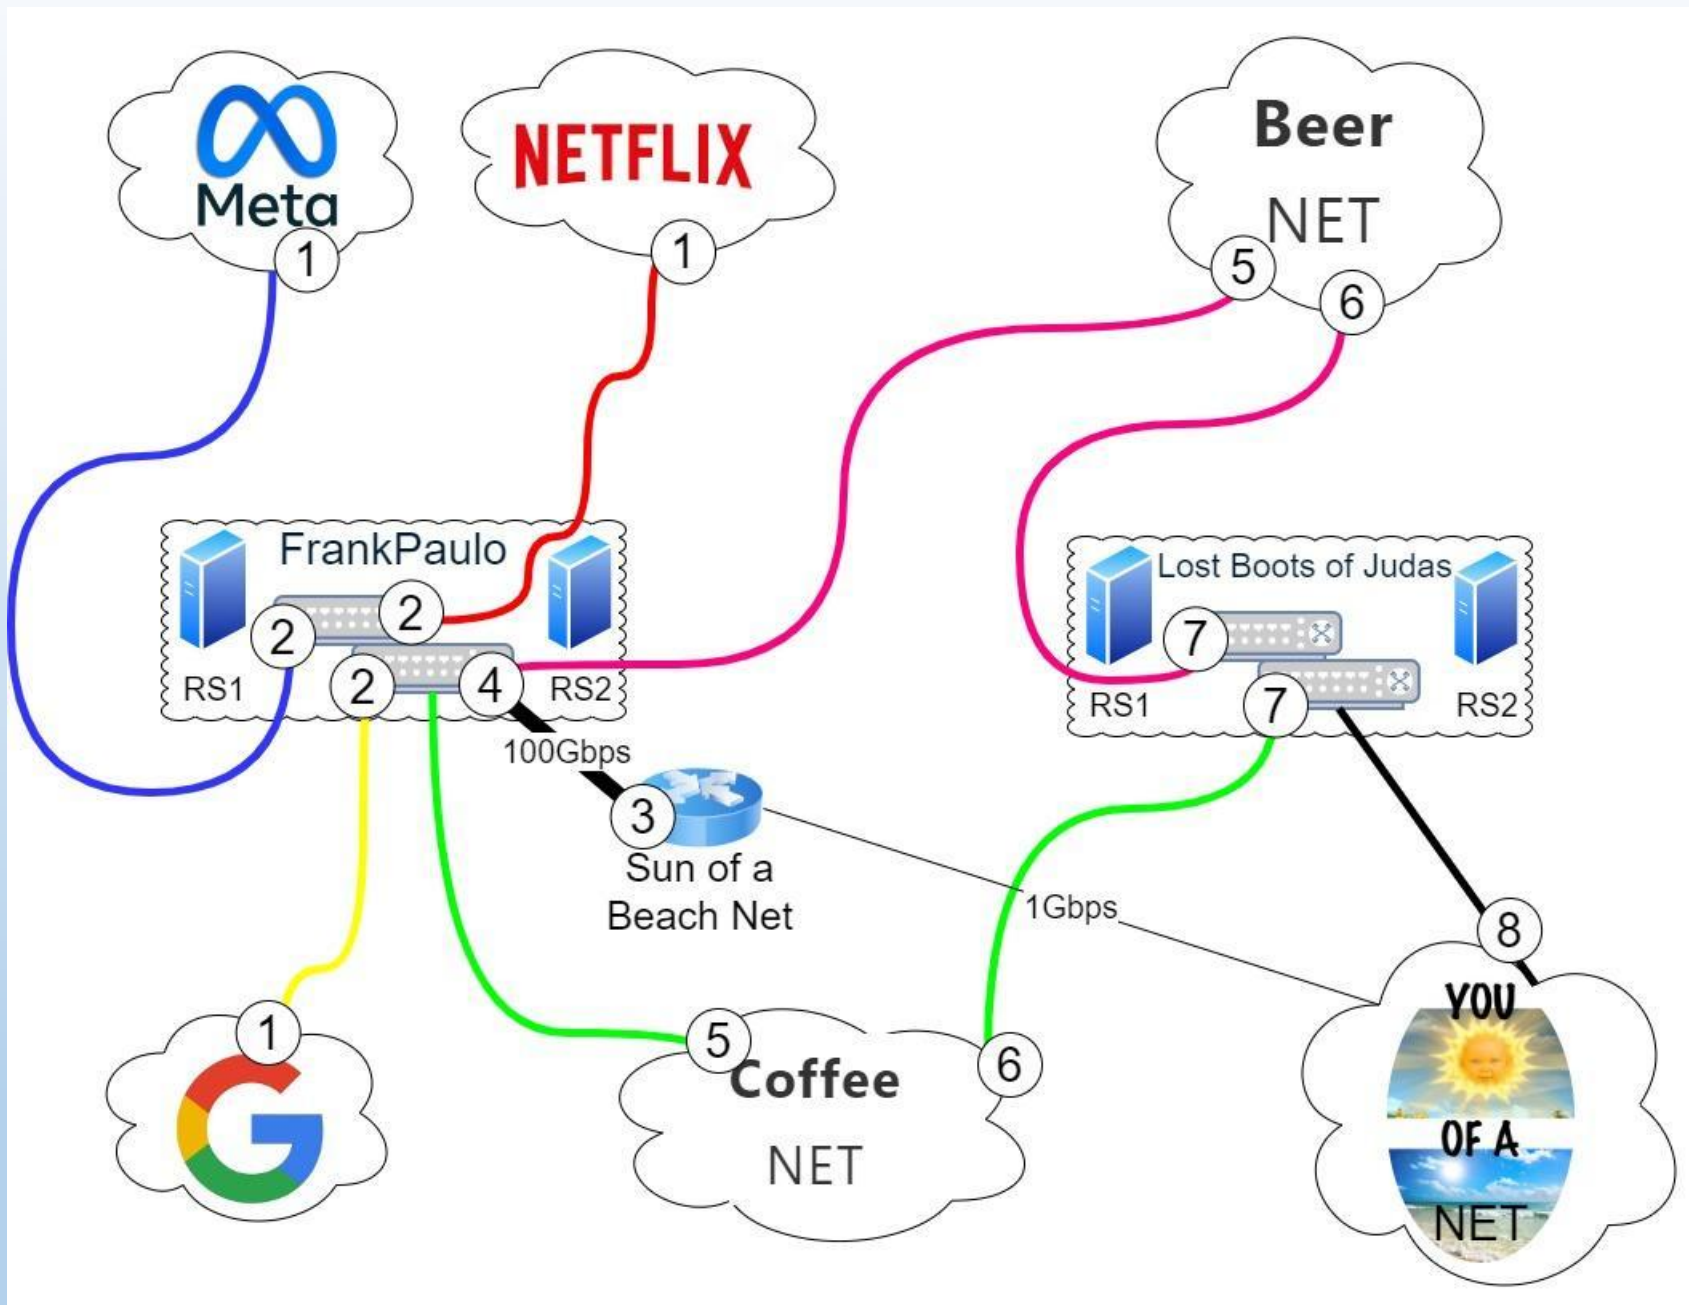 Meta
1
NETFLIX
1
Beer
NET
5
6
FrankPaulo
2
2
2
4
RS1
RS2
Lost Boots of Judas
7
7
RS1
RS2
100Gbps
3
Sun of a
Beach Net
1Gbps
8
1
G
5
Coffee
NET
6
YOU
OF A
NET